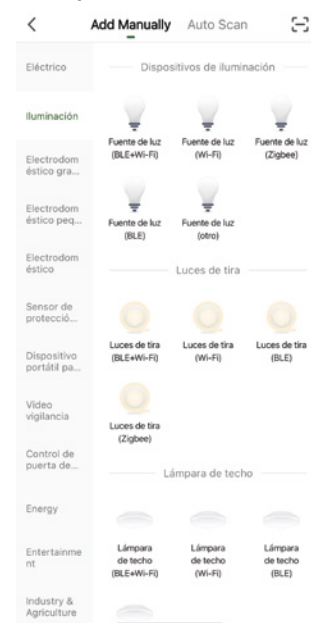 Add Manually Auto Scan
Eléctrico
Iluminación
Electrodom
éstico gra...
Electrodom
éstico peq...
Electrodom
éstico
Sensor de
protecció...
Dispositivo
portátil pa...
Vídeo
vigilancia
Control de
puerta de...
Energy
Entertainme
nt
Industry &
Agriculture
Dispositivos de iluminación
Fuente de luz
(BLE+Wi-Fi)
Fuente de luz
(Wi-Fi)
Fuente de luz
(Zigbee)
Fuente de luz
(BLE)
Fuente de luz
(otro)
Luces de tira
Luces de tira
(BLE+Wi-Fi)
Luces de tira
(Wi-Fi)
Luces de tira
(BLE)
Luces de tira
(Zigbee)
Lámpara de techo
Lámpara
de techo
(BLE+Wi-Fi)
Lámpara
de techo
(Wi-Fi)
Lámpara
de techo
(BLE)